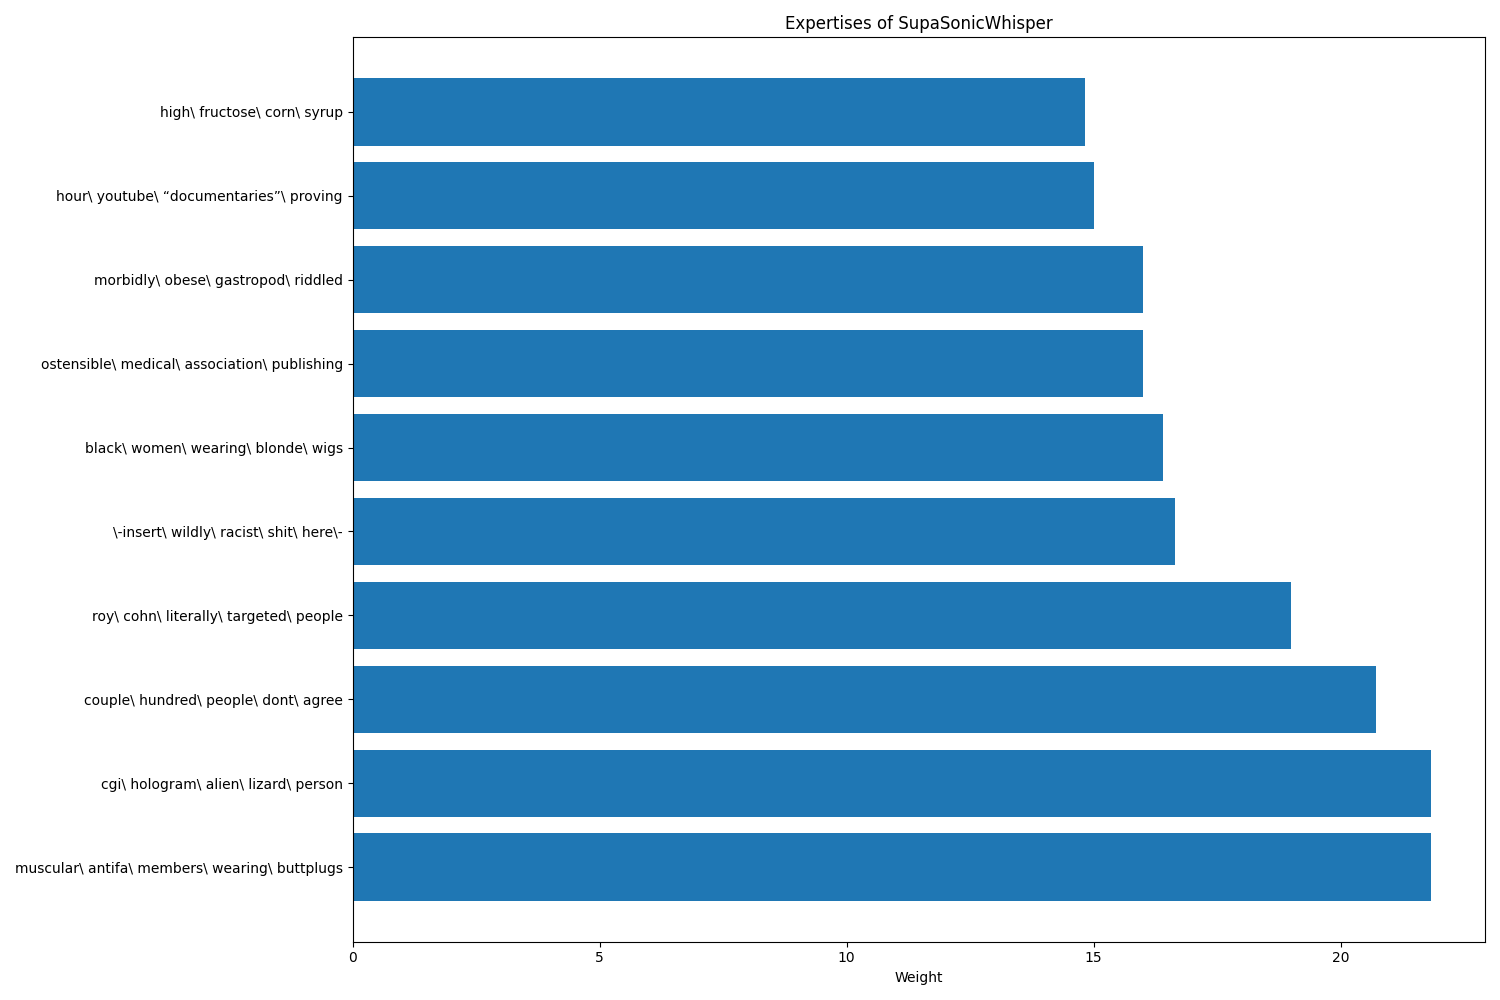 Expertises of SupaSonicWhisper
high\ fructose\ corn\ syrup
hour\ youtube\ “documentaries”\ proving
morbidly\ obese\ gastropod\ riddled
ostensible\ medical\ association\ publishing
black\ women\ wearing\ blonde\ wigs
\-insert\ wildly\ racist\ shit\ here\-
roy\ cohn\ literally\ targeted\ people
couple\ hundred\ people\ dont\ agree
cgi\ hologram\ alien\ lizard\ person
muscular\ antifa\ members\ wearing\ buttplugs
0 5 10 15 20
Weight